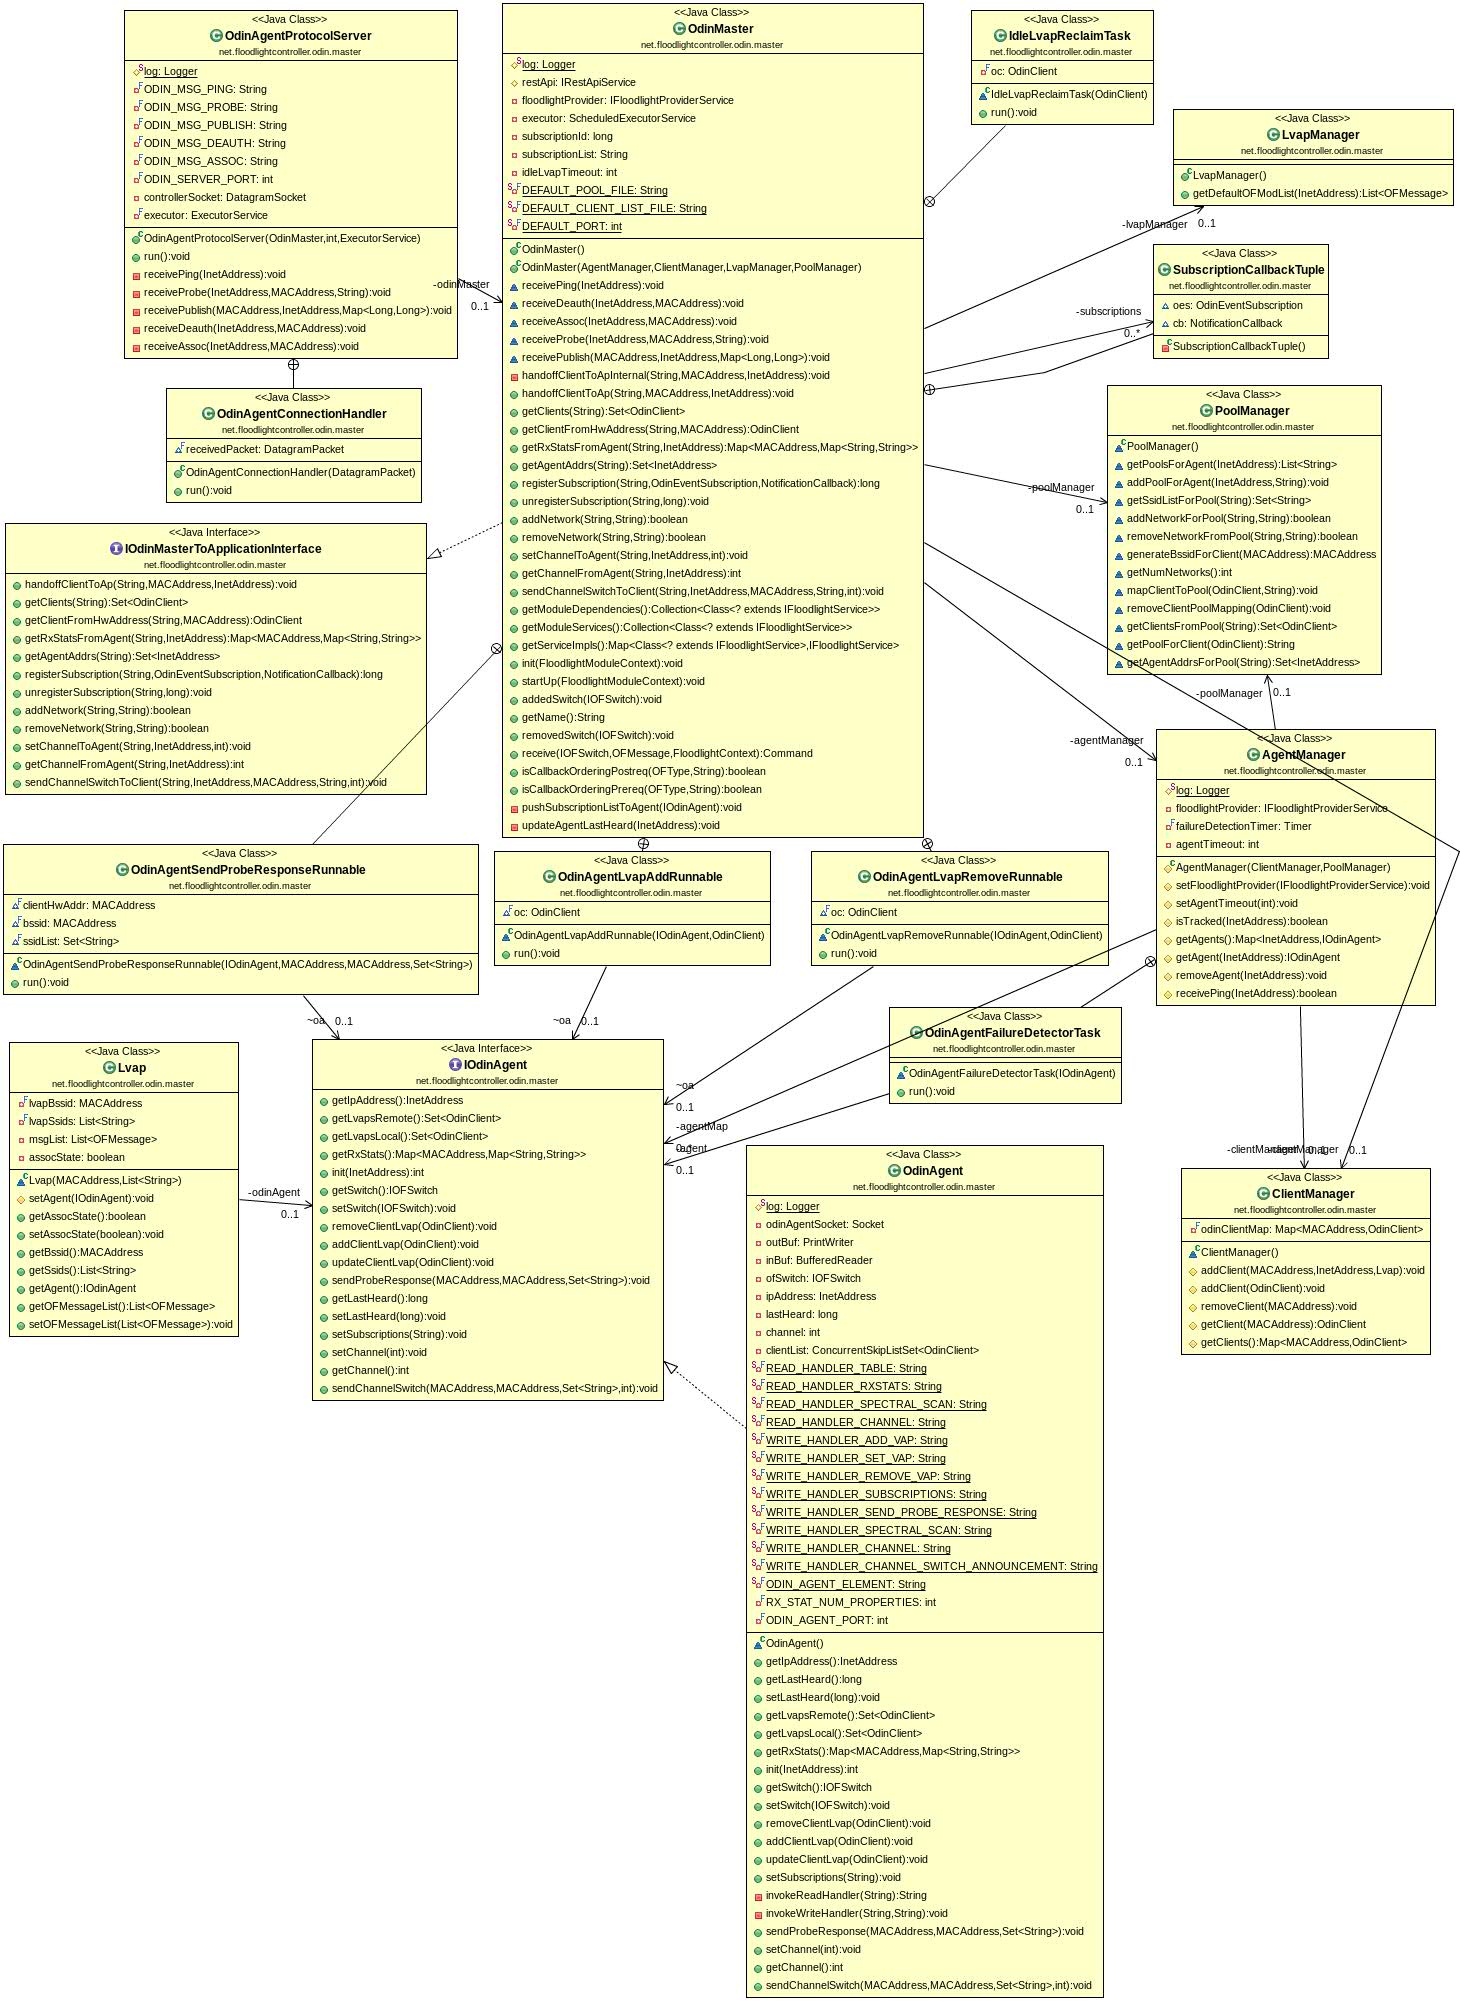 <<Java Class>>
OdinAgentProtocolServer
net.floodlightcontroller.odin.master
log: Logger
ODIN_MSG_PING: String
ODIN_MSG_PROBE: String
ODIN_MSG_PUBLISH: String
ODIN_MSG_DEAUTH: String
ODIN_MSG_ASSOC: String
ODIN_SERVER_PORT: int
controllerSocket: DatagramSocket
executor: ExecutorService
OdinAgentProtocolServer(OdinMaster,int,ExecutorService)
run():void
receivePing(InetAddress):void
receiveProbe(InetAddress,MACAddress,String):void
receivePublish(MACAddress,InetAddress,Map<Long,Long>):void
receiveDeauth(InetAddress,MACAddress):void
receiveAssoc(InetAddress,MACAddress):void
-odinMaster
0..1
<<Java Class>>
OdinMaster
net.floodlightcontroller.odin.master
log: Logger
restApi: IRestApiService
floodlightProvider: IFloodlightProviderService
executor: ScheduledExecutorService
subscriptionId: long
subscriptionList: String
idleLvapTimeout: int
DEFAULT_POOL_FILE: String
DEFAULT_CLIENT_LIST_FILE: String
DEFAULT_PORT: int
OdinMaster()
OdinMaster(AgentManager,ClientManager,LvapManager,PoolManager)
receivePing(InetAddress):void
receiveDeauth(InetAddress,MACAddress):void
receiveAssoc(InetAddress,MACAddress):void
receiveProbe(InetAddress,MACAddress,String):void
receivePublish(MACAddress,InetAddress,Map<Long,Long>):void
handoffClientToApInternal(String,MACAddress,InetAddress):void
handoffClientToAp(String,MACAddress,InetAddress):void
getClients(String):Set<OdinClient>
getClientFromHwAddress(String,MACAddress):OdinClient
getRxStatsFromAgent(String,InetAddress):Map<MACAddress,Map<String,String>>
getAgentAddrs(String):Set<InetAddress>
registerSubscription(String,OdinEventSubscription,NotificationCallback):long
unregisterSubscription(String,long):void
addNetwork(String,String):boolean
removeNetwork(String,String):boolean
setChannelToAgent(String,InetAddress,int):void
getChannelFromAgent(String,InetAddress):int
sendChannelSwitchToClient(String,InetAddress,MACAddress,String,int):void
getModuleDependencies():Collection<Class<? extends IFloodlightService>>
getModuleServices():Collection<Class<? extends IFloodlightService>>
getServiceImpls():Map<Class<? extends IFloodlightService>,IFloodlightService>
init(FloodlightModuleContext):void
startUp(FloodlightModuleContext):void
addedSwitch(IOFSwitch):void
getName():String
removedSwitch(IOFSwitch):void
receive(IOFSwitch,OFMessage,FloodlightContext):Command
isCallbackOrderingPostreq(OFType,String):boolean
isCallbackOrderingPrereq(OFType,String):boolean
pushSubscriptionListToAgent(IOdinAgent):void
updateAgentLastHeard(InetAddress):void
<<Java Class>>
IdleLvapReclaimTask
net.floodlightcontroller.odin.master
oc: OdinClient
IdleLvapReclaimTask(OdinClient)
run():void
<<Java Class>>
LvapManager
net.floodlightcontroller.odin.master
LvapManager()
getDefaultOFModList(InetAddress):List<OFMessage>
-lvapManager
0..1
<<Java Class>>
SubscriptionCallbackTuple
net.floodlightcontroller.odin.master
oes: OdinEventSubscription
cb: NotificationCallback
SubscriptionCallbackTuple()
-subscriptions
0..*
<<Java Class>>
PoolManager
net.floodlightcontroller.odin.master
PoolManager()
getPoolsForAgent(InetAddress):List<String>
addPoolForAgent(InetAddress,String):void
getSsidListForPool(String):Set<String>
addNetworkForPool(String,String):boolean
removeNetworkFromPool(String,String):boolean
generateBssidForClient(MACAddress):MACAddress
getNumNetworks():int
mapClientToPool(OdinClient,String):void
removeClientPoolMapping(OdinClient):void
getClientsFromPool(String):Set<OdinClient>
getPoolForClient(OdinClient):String
getAgentAddrsForPool(String):Set<InetAddress>
-poolManager
0..1
-poolManager
0..1
<<Java Class>>
OdinAgentConnectionHandler
net.floodlightcontroller.odin.master
receivedPacket: DatagramPacket
OdinAgentConnectionHandler(DatagramPacket)
run():void
<<Java Interface>>
IOdinMasterToApplicationInterface
net.floodlightcontroller.odin.master
handoffClientToAp(String,MACAddress,InetAddress):void
getClients(String):Set<OdinClient>
getClientFromHwAddress(String,MACAddress):OdinClient
getRxStatsFromAgent(String,InetAddress):Map<MACAddress,Map<String,String>>
getAgentAddrs(String):Set<InetAddress>
registerSubscription(String,OdinEventSubscription,NotificationCallback):long
unregisterSubscription(String,long):void
addNetwork(String,String):boolean
removeNetwork(String,String):boolean
setChannelToAgent(String,InetAddress,int):void
getChannelFromAgent(String,InetAddress):int
sendChannelSwitchToClient(String,InetAddress,MACAddress,String,int):void
-agentManager
0..1
<<Java Class>>
AgentManager
net.floodlightcontroller.odin.master
log: Logger
floodlightProvider: IFloodlightProviderService
failureDetectionTimer: Timer
agentTimeout: int
AgentManager(ClientManager,PoolManager)
setFloodlightProvider(IFloodlightProviderService):void
setAgentTimeout(int):void
isTracked(InetAddress):boolean
getAgents():Map<InetAddress,IOdinAgent>
getAgent(InetAddress):IOdinAgent
removeAgent(InetAddress):void
receivePing(InetAddress):boolean
<<Java Class>>
OdinAgentSendProbeResponseRunnable
net.floodlightcontroller.odin.master
clientHwAddr: MACAddress
bssid: MACAddress
ssidList: Set<String>
OdinAgentSendProbeResponseRunnable(IOdinAgent,MACAddress,MACAddress,Set<String>)
run():void
<<Java Class>>
OdinAgentLvapAddRunnable
net.floodlightcontroller.odin.master
oc: OdinClient
OdinAgentLvapAddRunnable(IOdinAgent,OdinClient)
run():void
<<Java Class>>
OdinAgentLvapRemoveRunnable
net.floodlightcontroller.odin.master
oc: OdinClient
OdinAgentLvapRemoveRunnable(IOdinAgent,OdinClient)
run():void
<<Java Class>>
OdinAgentFailureDetectorTask
net.floodlightcontroller.odin.master
OdinAgentFailureDetectorTask(IOdinAgent)
run():void
~oa
0..1
~oa
0..1
~oa
0..1
-agentMap
0..*
-agent
0..1
<<Java Class>>
Lvap
net.floodlightcontroller.odin.master
lvapBssid: MACAddress
lvapSsids: List<String>
msgList: List<OFMessage>
assocState: boolean
Lvap(MACAddress,List<String>)
setAgent(IOdinAgent):void
getAssocState():boolean
setAssocState(boolean):void
getBssid():MACAddress
getSsids():List<String>
getAgent():IOdinAgent
getOFMessageList():List<OFMessage>
setOFMessageList(List<OFMessage>):void
-odinAgent
0..1
<<Java Interface>>
IOdinAgent
net.floodlightcontroller.odin.master
getIpAddress():InetAddress
getLvapsRemote():Set<OdinClient>
getLvapsLocal():Set<OdinClient>
getRxStats():Map<MACAddress,Map<String,String>>
init(InetAddress):int
getSwitch():IOFSwitch
setSwitch(IOFSwitch):void
removeClientLvap(OdinClient):void
addClientLvap(OdinClient):void
updateClientLvap(OdinClient):void
sendProbeResponse(MACAddress,MACAddress,Set<String>):void
getLastHeard():long
setLastHeard(long):void
setSubscriptions(String):void
setChannel(int):void
getChannel():int
sendChannelSwitch(MACAddress,MACAddress,Set<String>,int):void
<<Java Class>>
OdinAgent
net.floodlightcontroller.odin.master
log: Logger
odinAgentSocket: Socket
outBuf: PrintWriter
inBuf: BufferedReader
ofSwitch: IOFSwitch
ipAddress: InetAddress
lastHeard: long
channel: int
clientList: ConcurrentSkipListSet<OdinClient>
READ_HANDLER_TABLE: String
READ_HANDLER_RXSTATS: String
READ_HANDLER_SPECTRAL_SCAN: String
READ_HANDLER_CHANNEL: String
WRITE_HANDLER_ADD_VAP: String
WRITE_HANDLER_SET_VAP: String
WRITE_HANDLER_REMOVE_VAP: String
WRITE_HANDLER_SUBSCRIPTIONS: String
WRITE_HANDLER_SEND_PROBE_RESPONSE: String
WRITE_HANDLER_SPECTRAL_SCAN: String
WRITE_HANDLER_CHANNEL: String
WRITE_HANDLER_CHANNEL_SWITCH_ANNOUNCEMENT: String
ODIN_AGENT_ELEMENT: String
RX_STAT_NUM_PROPERTIES: int
ODIN_AGENT_PORT: int
OdinAgent()
getIpAddress():InetAddress
getLastHeard():long
setLastHeard(long):void
getLvapsRemote():Set<OdinClient>
getLvapsLocal():Set<OdinClient>
getRxStats():Map<MACAddress,Map<String,String>>
init(InetAddress):int
getSwitch():IOFSwitch
setSwitch(IOFSwitch):void
removeClientLvap(OdinClient):void
addClientLvap(OdinClient):void
updateClientLvap(OdinClient):void
setSubscriptions(String):void
invokeReadHandler(String):String
invokeWriteHandler(String,String):void
sendProbeResponse(MACAddress,MACAddress,Set<String>):void
setChannel(int):void
getChannel():int
sendChannelSwitch(MACAddress,MACAddress,Set<String>,int):void
-clientManager
0..1
-clientManager
0..1
<<Java Class>>
ClientManager
net.floodlightcontroller.odin.master
odinClientMap: Map<MACAddress,OdinClient>
ClientManager()
addClient(MACAddress,InetAddress,Lvap):void
addClient(OdinClient):void
removeClient(MACAddress):void
getClient(MACAddress):OdinClient
getClients():Map<MACAddress,OdinClient>